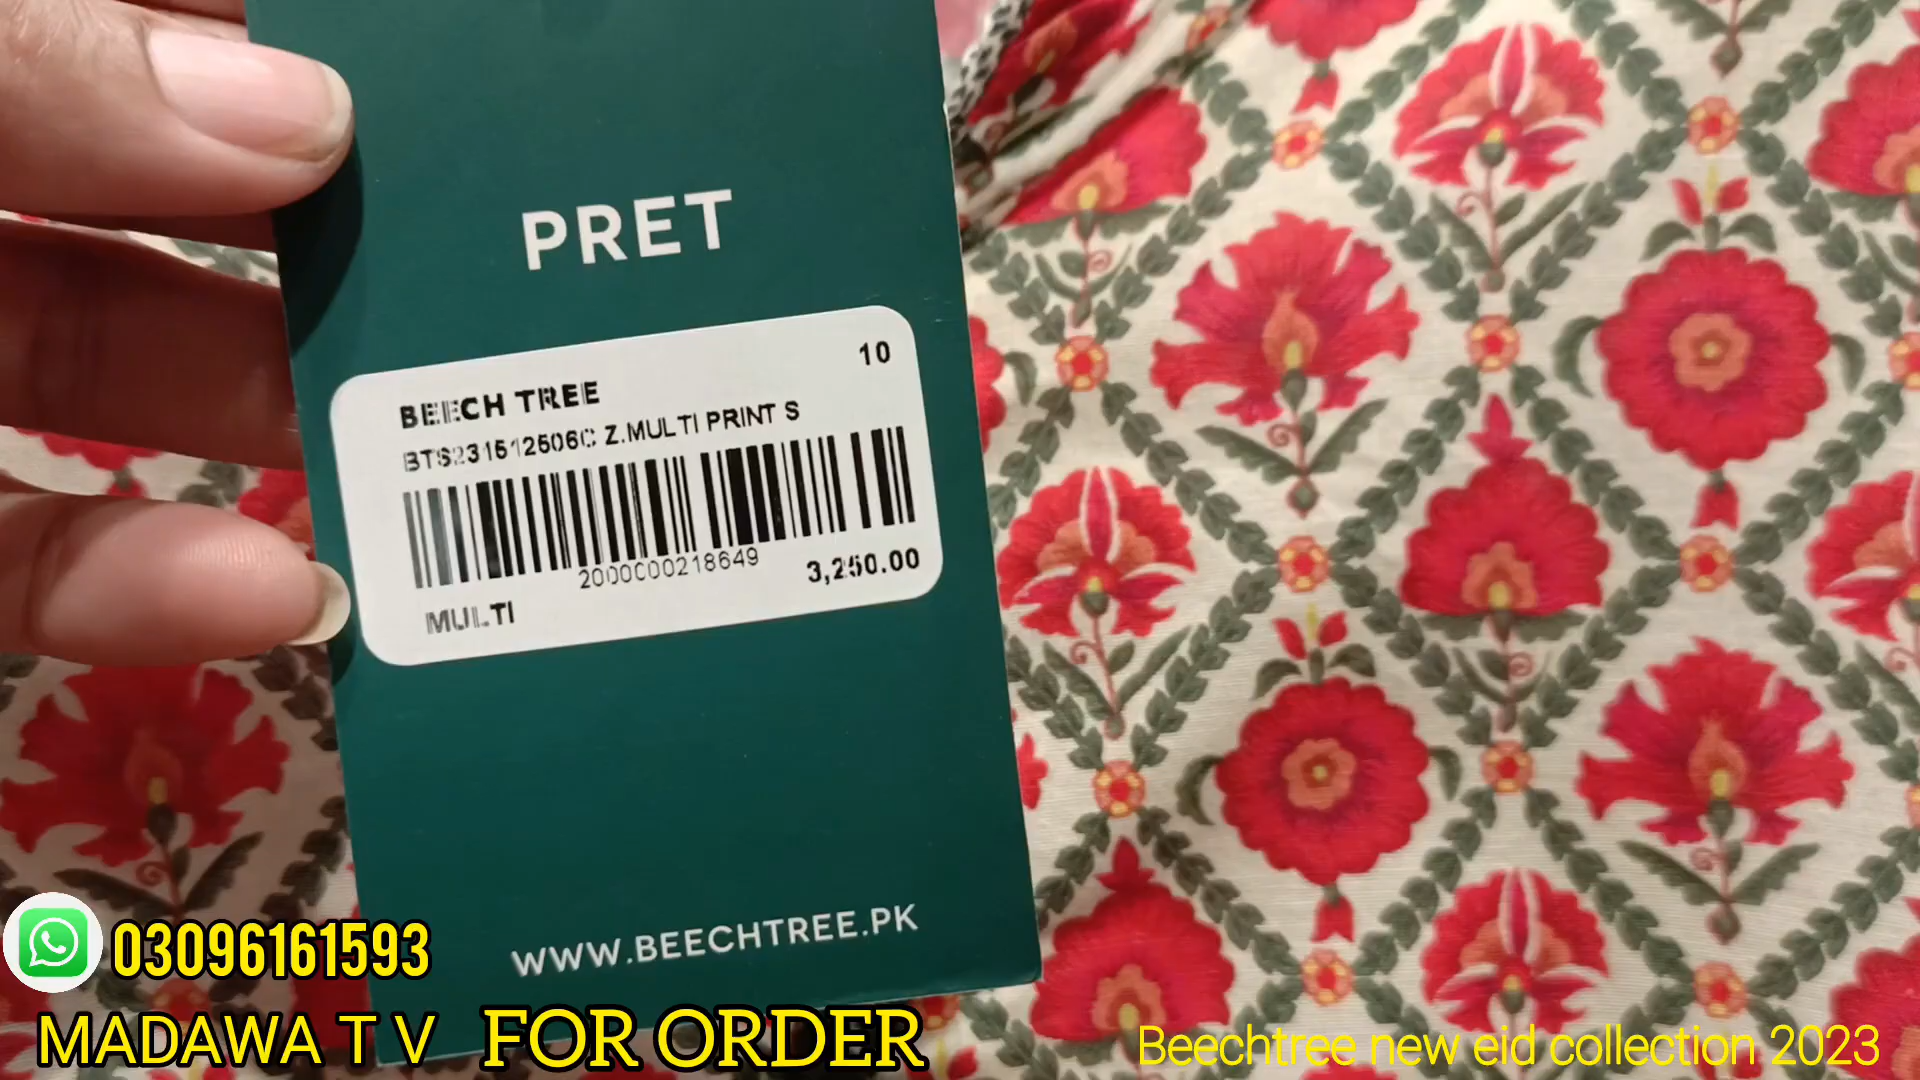 PRET
10
BEECH TREE
BTS231512506C Z.MULTI PRINT S
2000000218649
3,250.00
MULTI
WWW.BEECHTREE.PK
03096161593
MADAWA T V
FOR ORDER
Beechtree new eid collection 2023